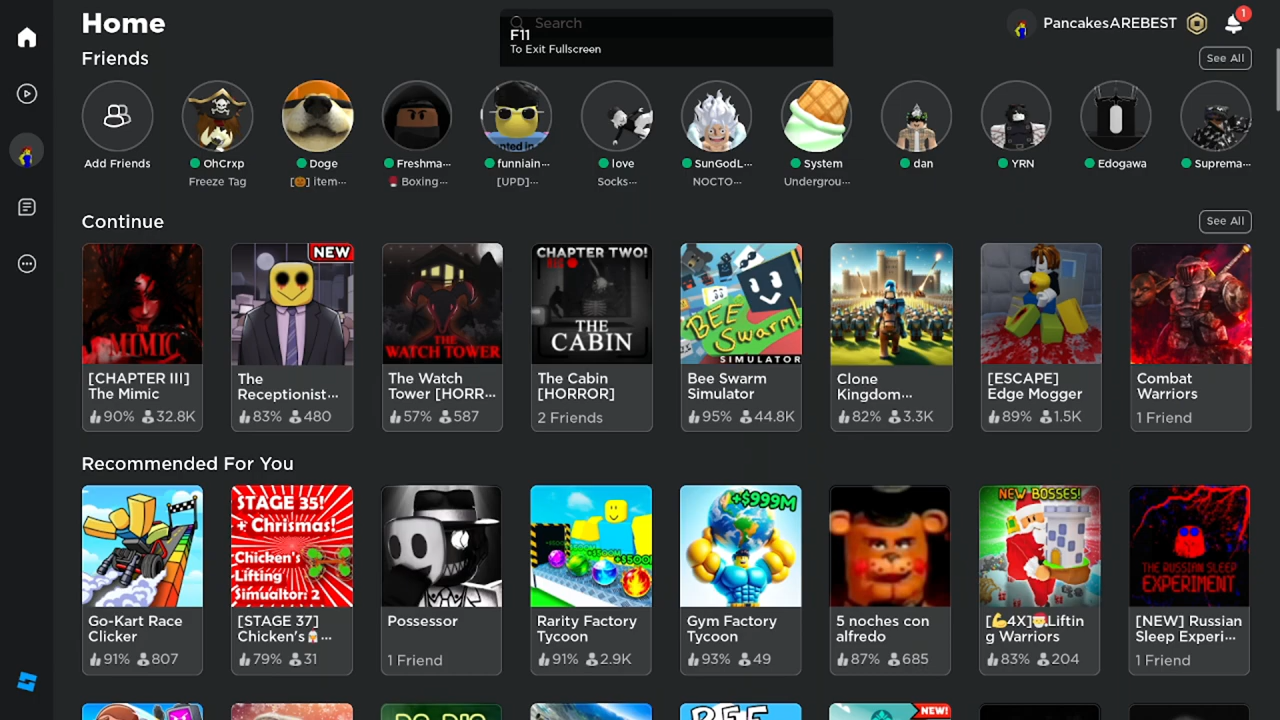 Home
Search
F11
To Exit Fullscreen
PancakesAREBEST
1
Friends
See All
Add Friends
OhCrxp
Freeze Tag
Doge
[🎃] item···
Freshma···
🥊 Boxing···
funniain···
[UPD]···
love
Socks···
SunGodL···
NOCTO···
System
Undergrou···
dan
YRN
Edogawa
Suprema···
Continue
See All
THE MIMIC
[CHAPTER III]
The Mimic
90% 32.8K
NEW
The
Receptionist···
83% 480
THE
WATCH TOWER
The Watch
Tower [HORR···
57% 587
CHAPTER TWO!
THE
CABIN
The Cabin
[HORROR]
2 Friends
BEE
Swarm!
SIMULATOR
Bee Swarm
Simulator
95% 44.8K
Clone
Kingdom···
82% 3.3K
[ESCAPE]
Edge Mogger
89% 1.5K
Combat
Warriors
1 Friend
Recommended For You
Go-Kart Race
Clicker
91% 807
STAGE 35!
+ Chrismas!
Chicken's
Lifting
Simualtor: 2
[STAGE 37]
Chicken's🎅···
79% 31
Possessor
1 Friend
Rarity Factory
Tycoon
91% 2.9K
+$999M
Gym Factory
Tycoon
93% 49
5 noches con
alfredo
87% 685
NEW BOSSES!
[💪4X]🎅Liftin
g Warriors
83% 204
THE RUSSIAN SLEEP
EXPERIMENT
[NEW] Russian
Sleep Experi···
1 Friend
BEE
NEW!